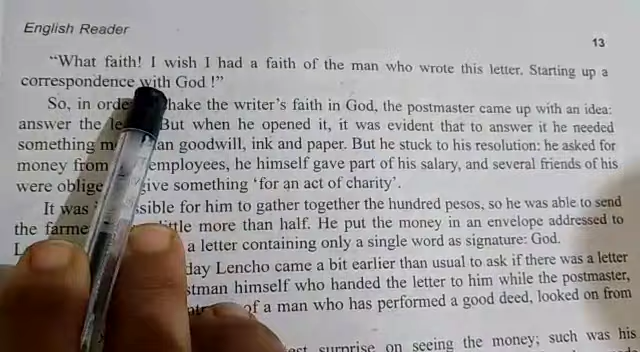 English Reader
13
"What faith! I wish I had a faith of the man who wrote this letter. Starting up a
correspondence with God !"
So, in hake the writer's faith in God, the postmaster came up with an idea:
answer the But when he opened it, it was evident that to answer it he needed
something goodwill, ink and paper. But he stuck to his resolution: he asked for
money from employees, he himself gave part of his salary, and several friends of his
were give something 'for an act of charity'.
It was sible for him to gather together the hundred pesos, so he was able to send
the little more than half. He put the money in an envelope addressed to
a letter containing only a single word as signature: God.
day Lencho came a bit earlier than usual to ask if there was a letter
stman himself who handed the letter to him while the postmaster,
of a man who has performed a good deed, looked on from
surprise on seeing the money; such was his